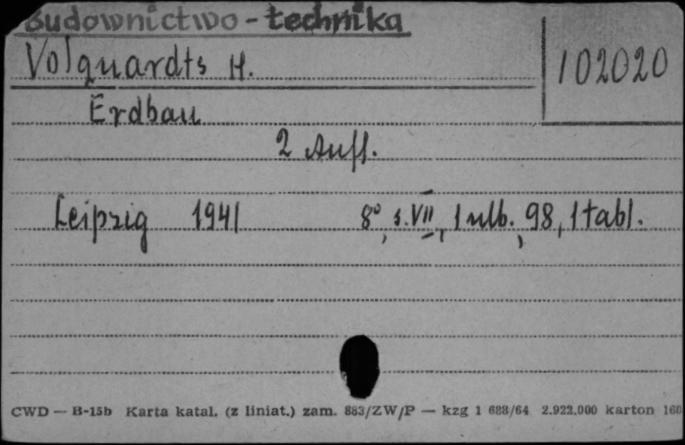 Budownictwo - technika
Volquardts H.
102020
Erdbau
2 Aufl.
Leipzig 1941 8°, s. VII, 1 nlb., 98, 1 tabl.
CWD — B-15b Karta katal. (z liniat.) zam. 883/ZW/P — kzg 1 688/64 2.922.000 karton 160